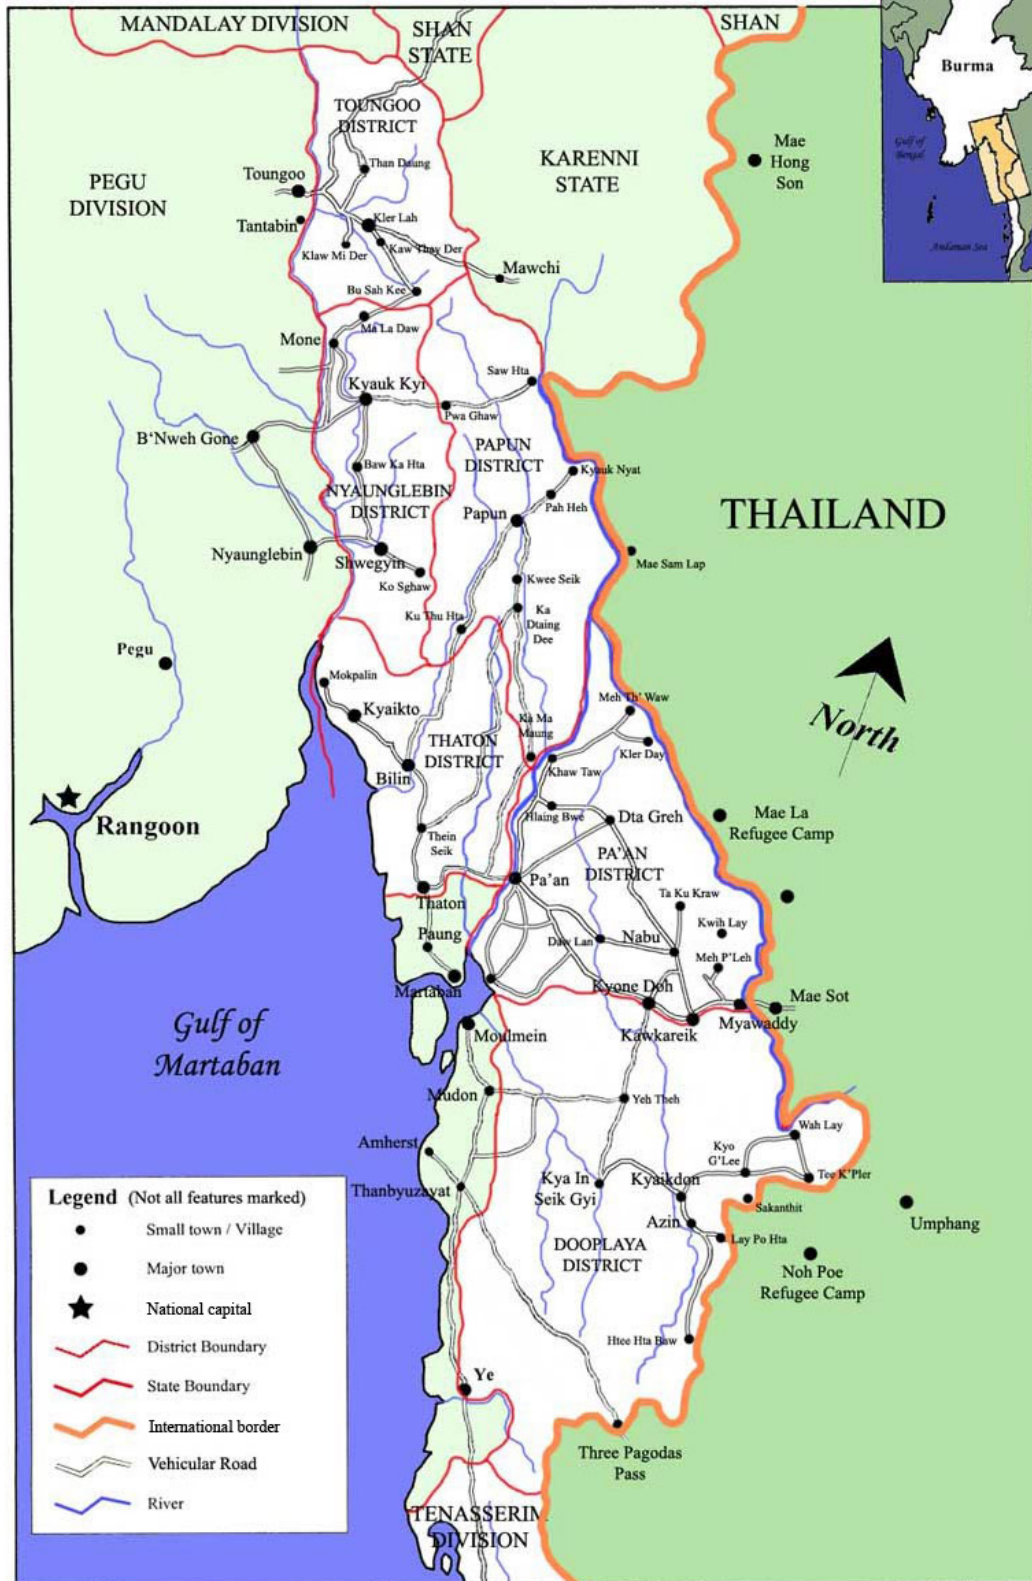 MANDALAY DIVISION
SHAN
STATE
SHAN
Burma
Gulf of
Bengal
Andaman Sea
TOUNGOO
DISTRICT
Than Daung
KARENNI
STATE
Mae
Hong
Son
PEGU
DIVISION
Toungoo
Tantabin
Kler Lah
Klaw Mi Der
Kaw Thay Der
Mawchi
Bu Sah Kee
Ma La Daw
Mone
Saw Hta
Kyauk Kyi
Pwa Ghaw
B'Nweh Gone
PAPUN
DISTRICT
Baw Ka Hta
Kyauk Nyat
NYAUNGLEBIN
DISTRICT
Pah Heh
Papun
THAILAND
Nyaunglebin
Shwegyin
Mae Sam Lap
Ko Sghaw
Kwee Seik
Ku Thu Hta
Ka
Dtaing
Dee
Pegu
Mokpalin
Meh Th' Waw
North
Kyaikto
Ka Ma
Maung
THATON
DISTRICT
Kler Day
Khaw Taw
Bilin
Rangoon
Hlaing Bwe
Dta Greh
Mae La
Refugee Camp
Thein
Seik
PA'AN
DISTRICT
Pa'an
Thaton
Ta Ku Kraw
Paung
Daw Lan
Nabu
Kwih Lay
Meh P'Leh
Martaban
Kyone Doh
Mae Sot
Gulf of
Martaban
Moulmein
Kawkareik
Myawaddy
Mudon
Yeh Theh
Amherst
Wah Lay
Kyo
G'Lee
Thanbyuzayat
Kya In
Seik Gyi
Kyaikdon
Tee K'Pler
Sakanthit
Umphang
Azin
Lay Po Hta
DOOPLAYA
DISTRICT
Noh Poe
Refugee Camp
Htee Hta Baw
Ye
Three Pagodas
Pass
TENASSERIM
DIVISION
Legend (Not all features marked)
Small town / Village
Major town
National capital
District Boundary
State Boundary
International border
Vehicular Road
River